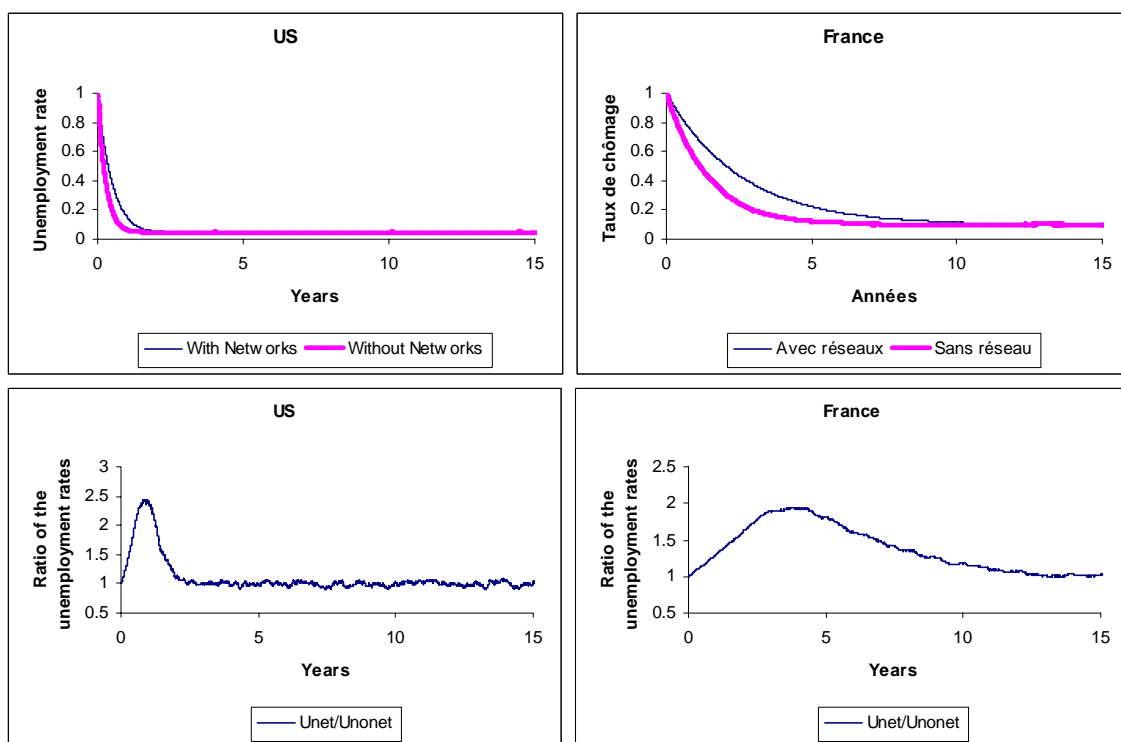 US
Unemployment rate
1
0.8
0.6
0.4
0.2
0
0 5 10 15
Years
With Networks Without Networks
France
Taux de chômage
1
0.8
0.6
0.4
0.2
0
0 5 10 15
Années
Avec réseaux Sans réseau
US
Ratio of the
unemployment rates
3
2.5
2
1.5
1
0.5
0 5 10 15
Years
Unet/Unonet
France
Ratio of the
unemployment rates
2.5
2
1.5
1
0.5
0 5 10 15
Years
Unet/Unonet